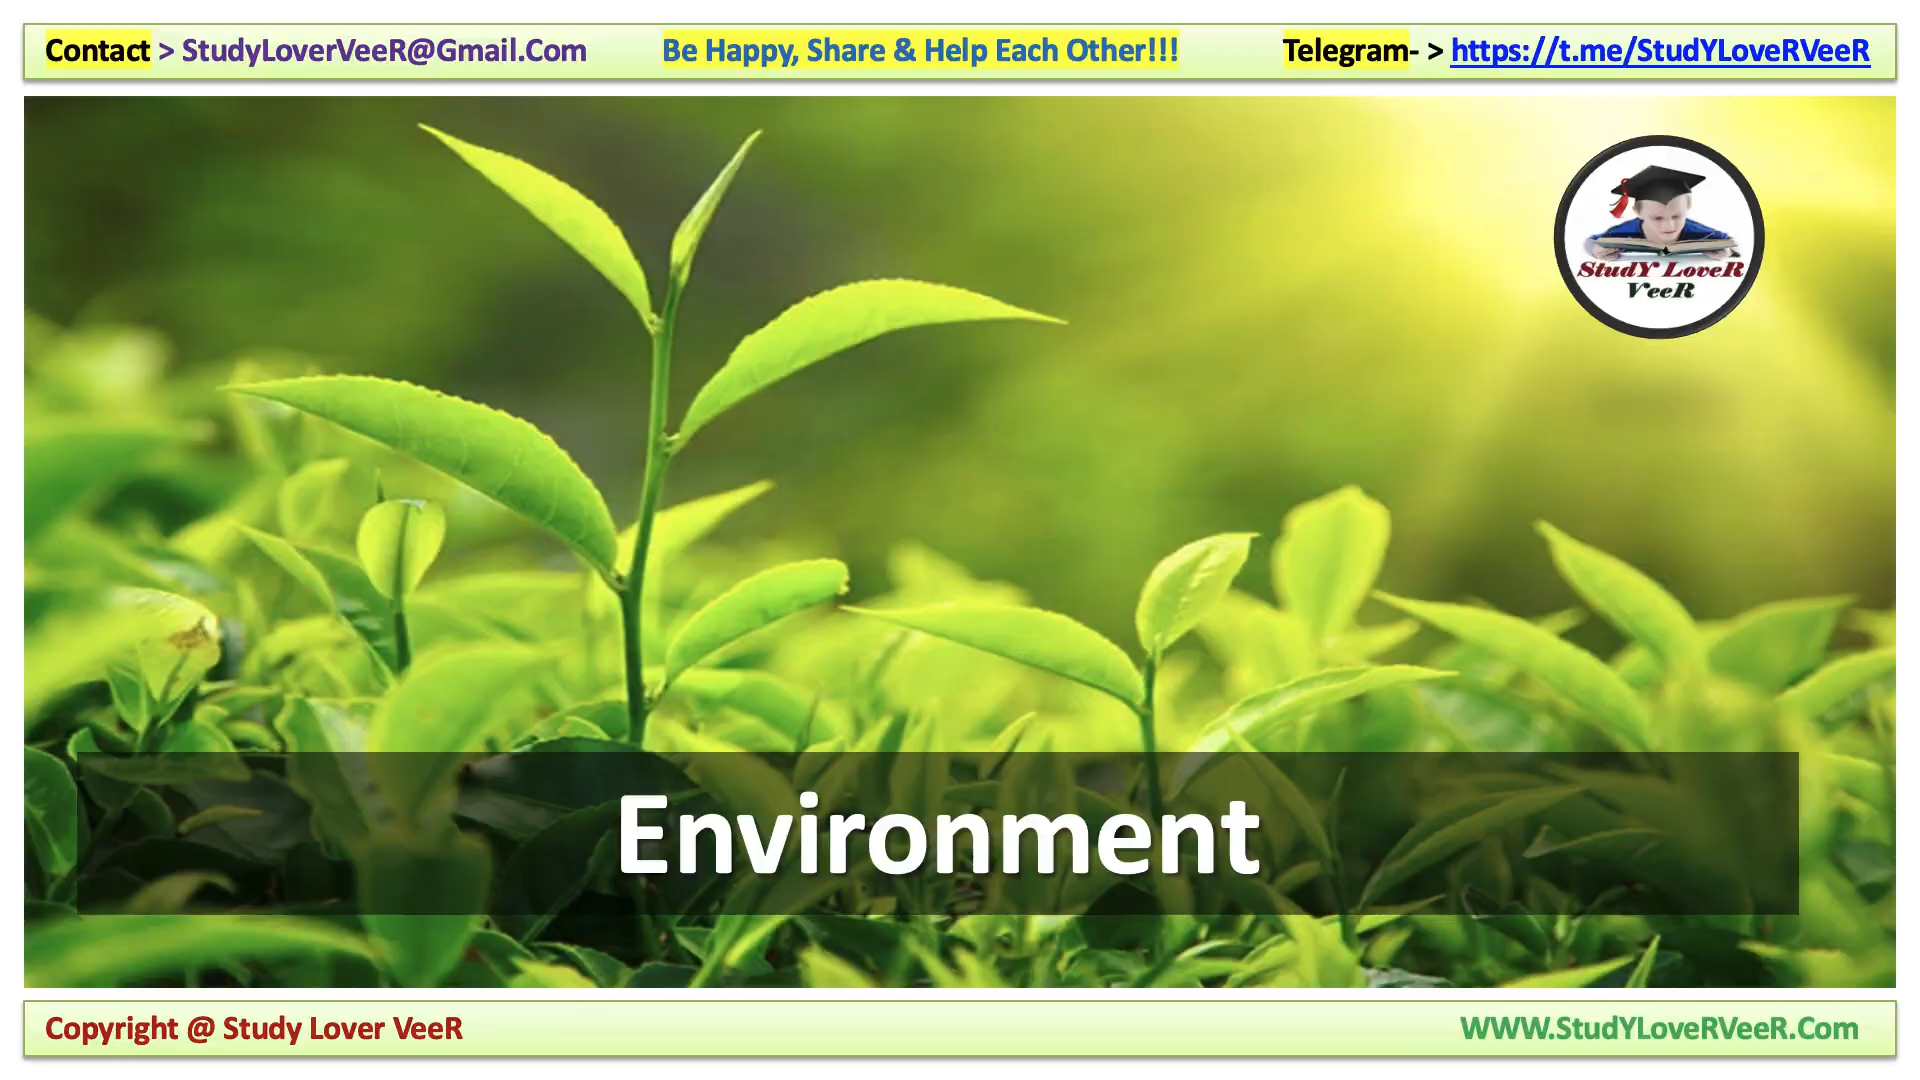 Contact > StudyLoverVeeR@Gmail.Com
Be Happy, Share & Help Each Other!!!
Telegram- > https://t.me/StudYLoveRVeeR
StudY LoveR
VeeR
Environment
Copyright @ Study Lover VeeR
WWW.StudYLoveRVeeR.Com